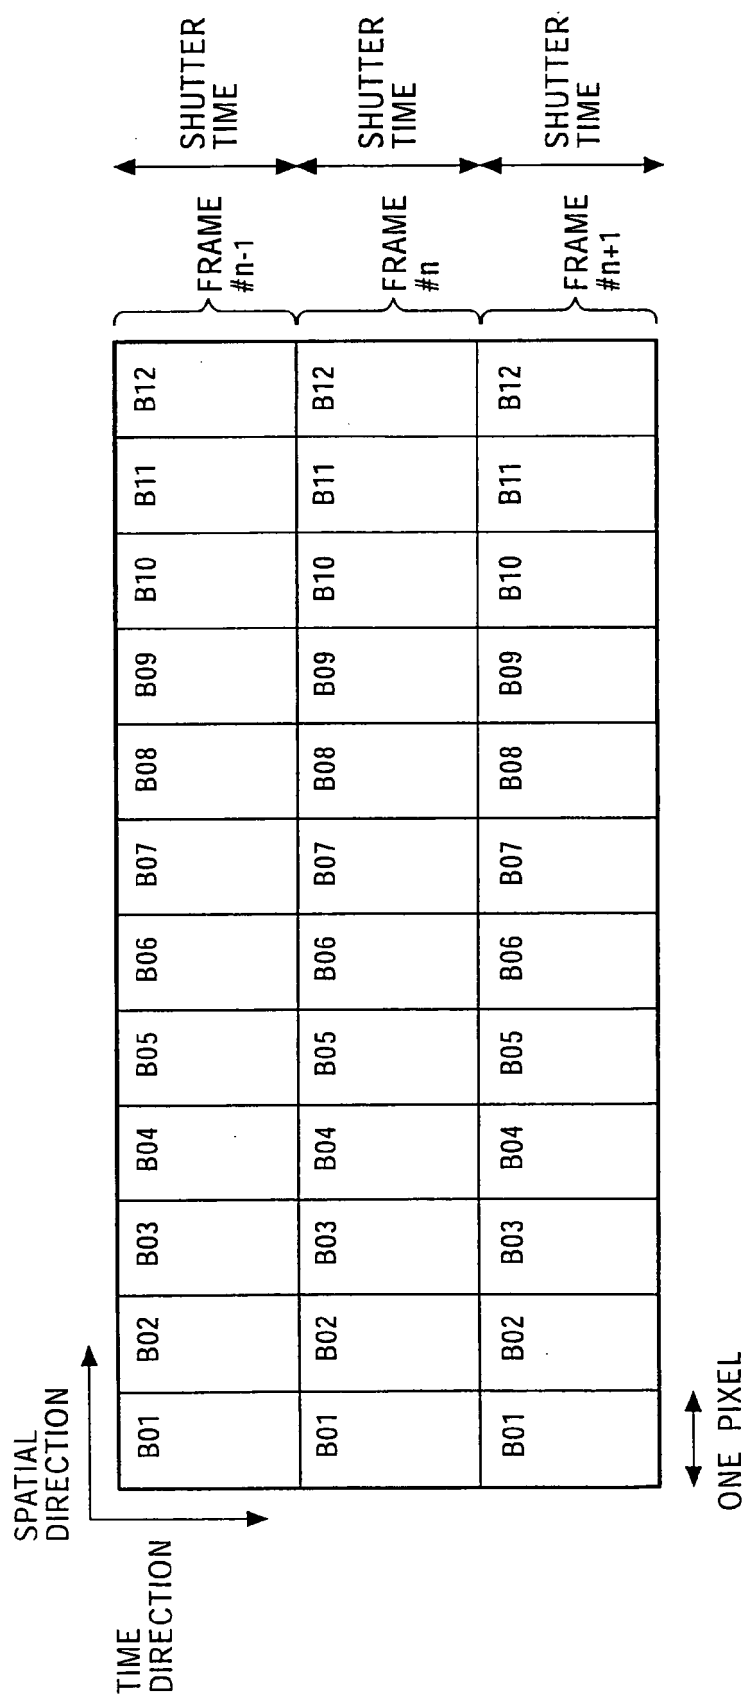 SPATIAL
DIRECTION
TIME
DIRECTION
B01 B02 B03 B04 B05 B06 B07 B08 B09 B10 B11 B12
FRAME
#n-1
SHUTTER
TIME
B01 B02 B03 B04 B05 B06 B07 B08 B09 B10 B11 B12
FRAME
#n
SHUTTER
TIME
B01 B02 B03 B04 B05 B06 B07 B08 B09 B10 B11 B12
FRAME
#n+1
SHUTTER
TIME
ONE PIXEL